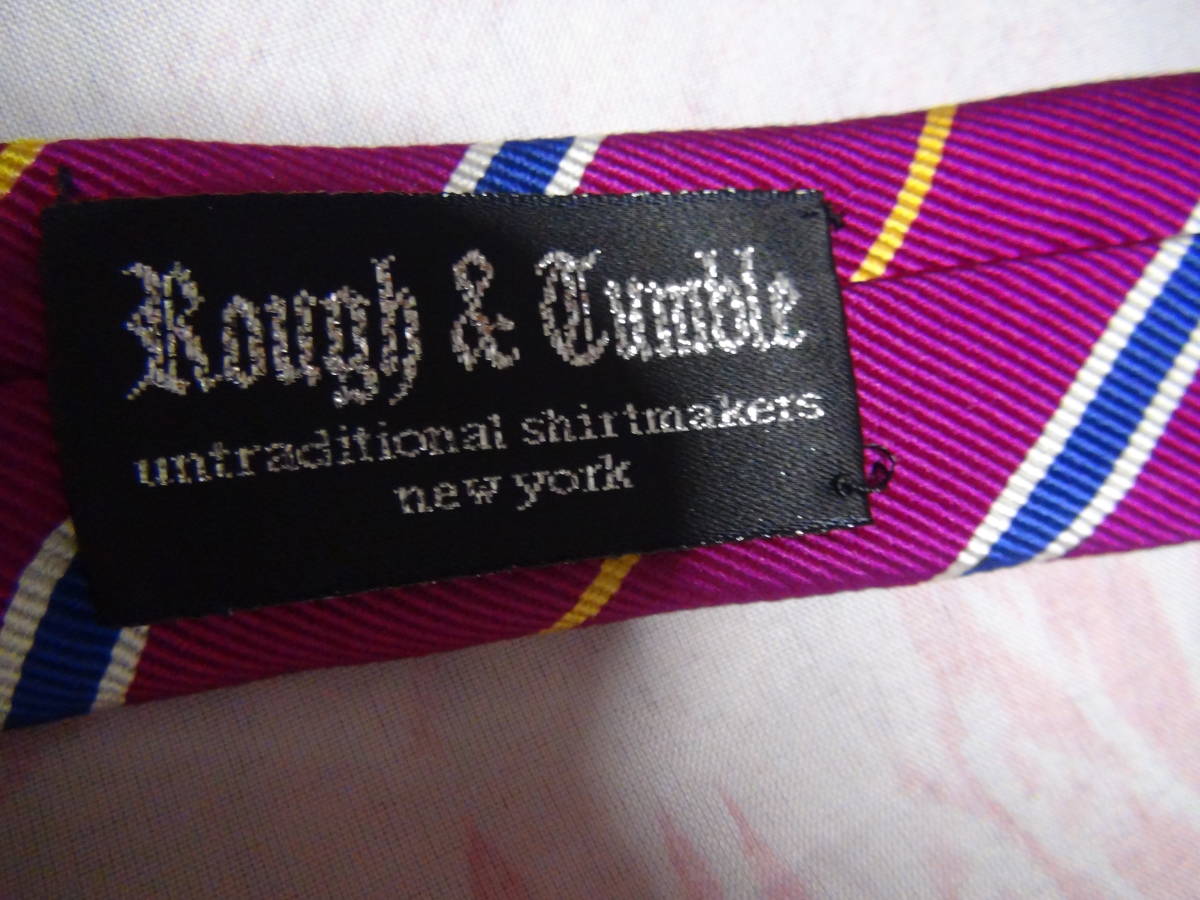 Rough & Tumble
untraditional shirtmakers
new york